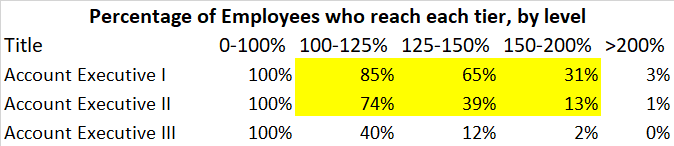 Percentage of Employees who reach each tier, by level
Title 0-100% 100-125% 125-150% 150-200% >200%
Account Executive I 100% 85% 65% 31% 3%
Account Executive II 100% 74% 39% 13% 1%
Account Executive III 100% 40% 12% 2% 0%